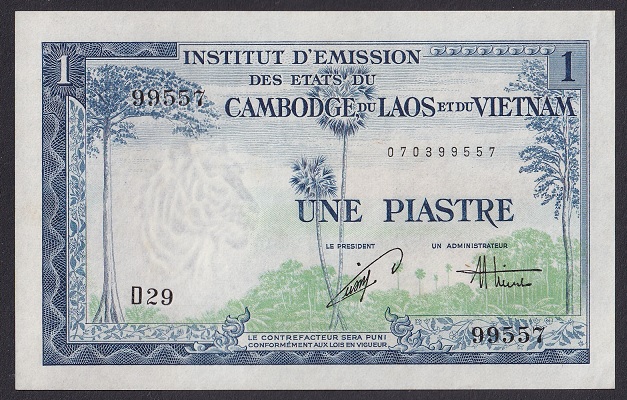 1
INSTITUT D'EMISSION
1
DES ETATS DU
99557
CAMBODGE DU LAOS ET DU VIETNAM
070399557
UNE PIASTRE
LE PRESIDENT
UN ADMINISTRATEUR
D29
99557
LE CONTREFACTEUR SERA PUNI
CONFORMÉMENT AUX LOIS EN VIGUEUR